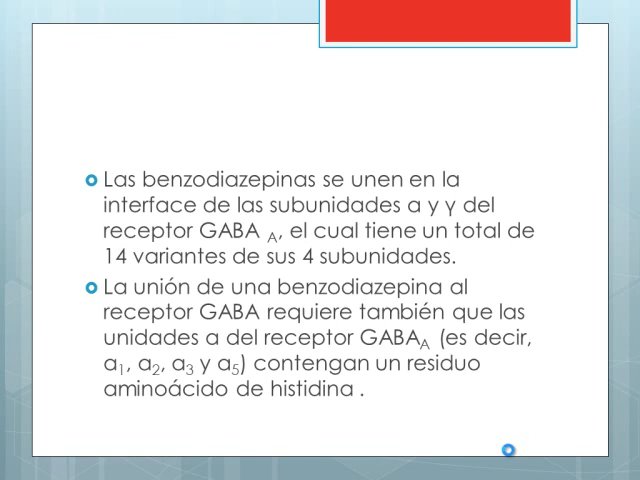 Las benzodiazepinas se unen en la
interface de las subunidades a y γ del
receptor GABA A, el cual tiene un total de
14 variantes de sus 4 subunidades.
La unión de una benzodiazepina al
receptor GABA requiere también que las
unidades a del receptor GABAA (es decir,
a1, a2, a3 y a5) contengan un residuo
aminoácido de histidina .